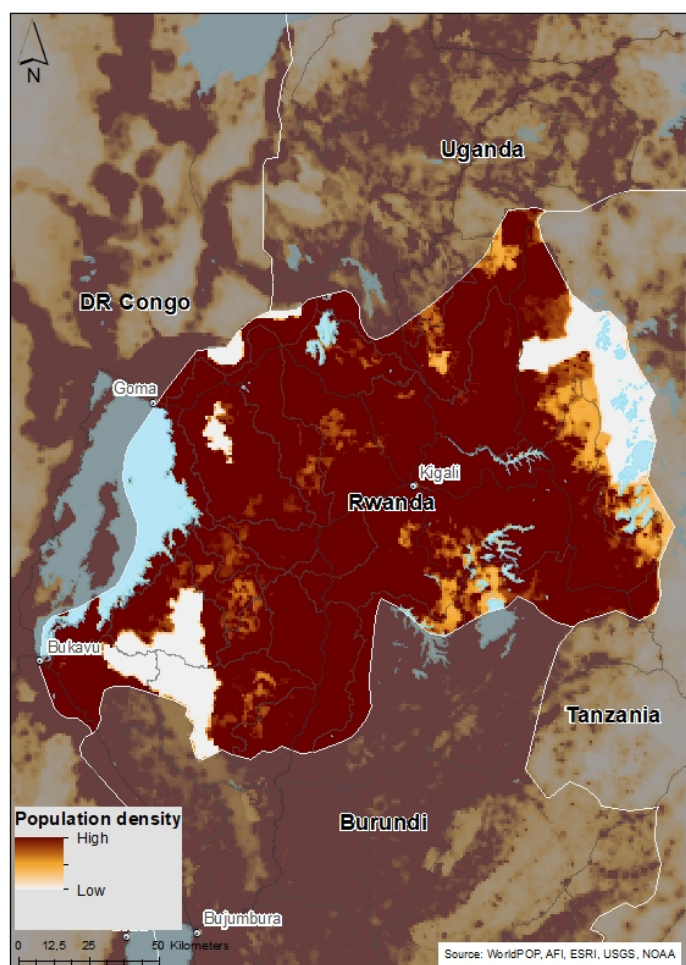 N
Uganda
DR Congo
Goma
Kigali
Rwanda
Bukavu
Tanzania
Population density
High
Low
Burundi
Bujumbura
0 12,5 25 50 Kilometers
Source: WorldPOP, AFI, ESRI, USGS, NOAA